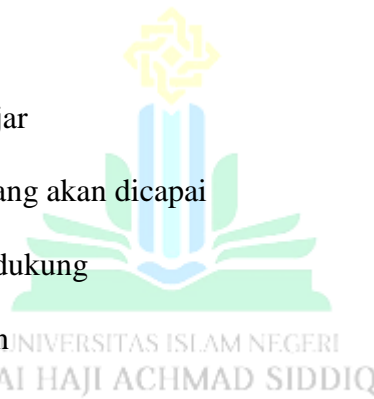 jar
ang akan dicapai
dukung
n
UNIVERSITAS ISLAM NEGERI
AI HAJI ACHMAD SIDDIQ